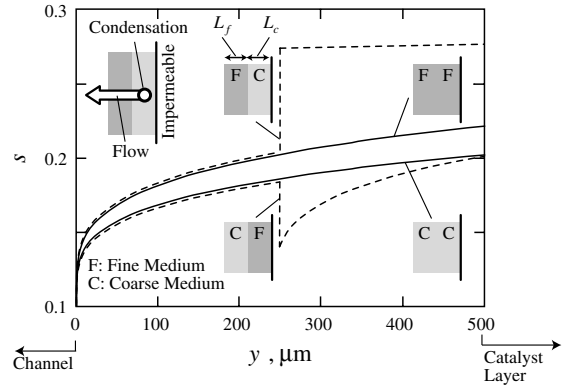 0.3
0.2
0.1
s
Condensation
Flow
Impermeable
L_f L_c
F C
F F
C F
C C
F: Fine Medium
C: Coarse Medium
0 100 200 300 400 500
Channel
y , μm
Catalyst
Layer